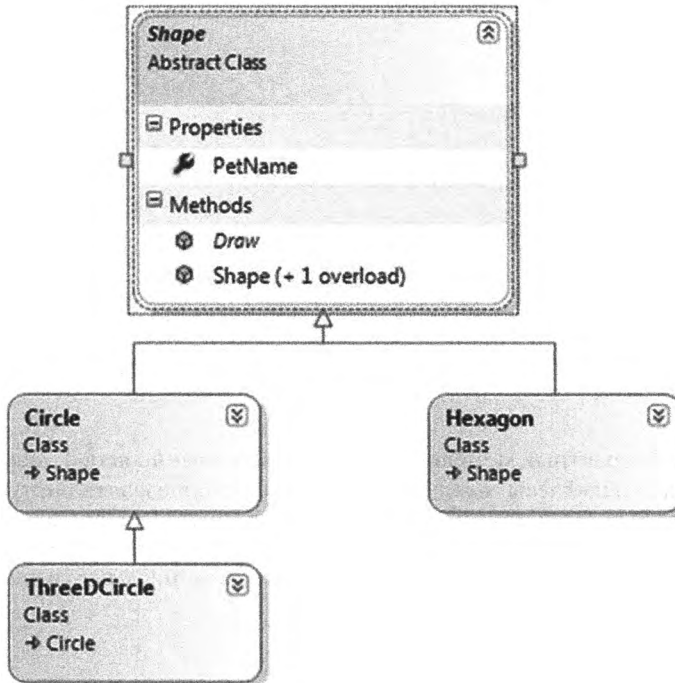 Shape
Abstract Class
Properties
PetName
Methods
Draw
Shape (+ 1 overload)
Circle
Class
Shape
Hexagon
Class
Shape
ThreeDCircle
Class
Circle